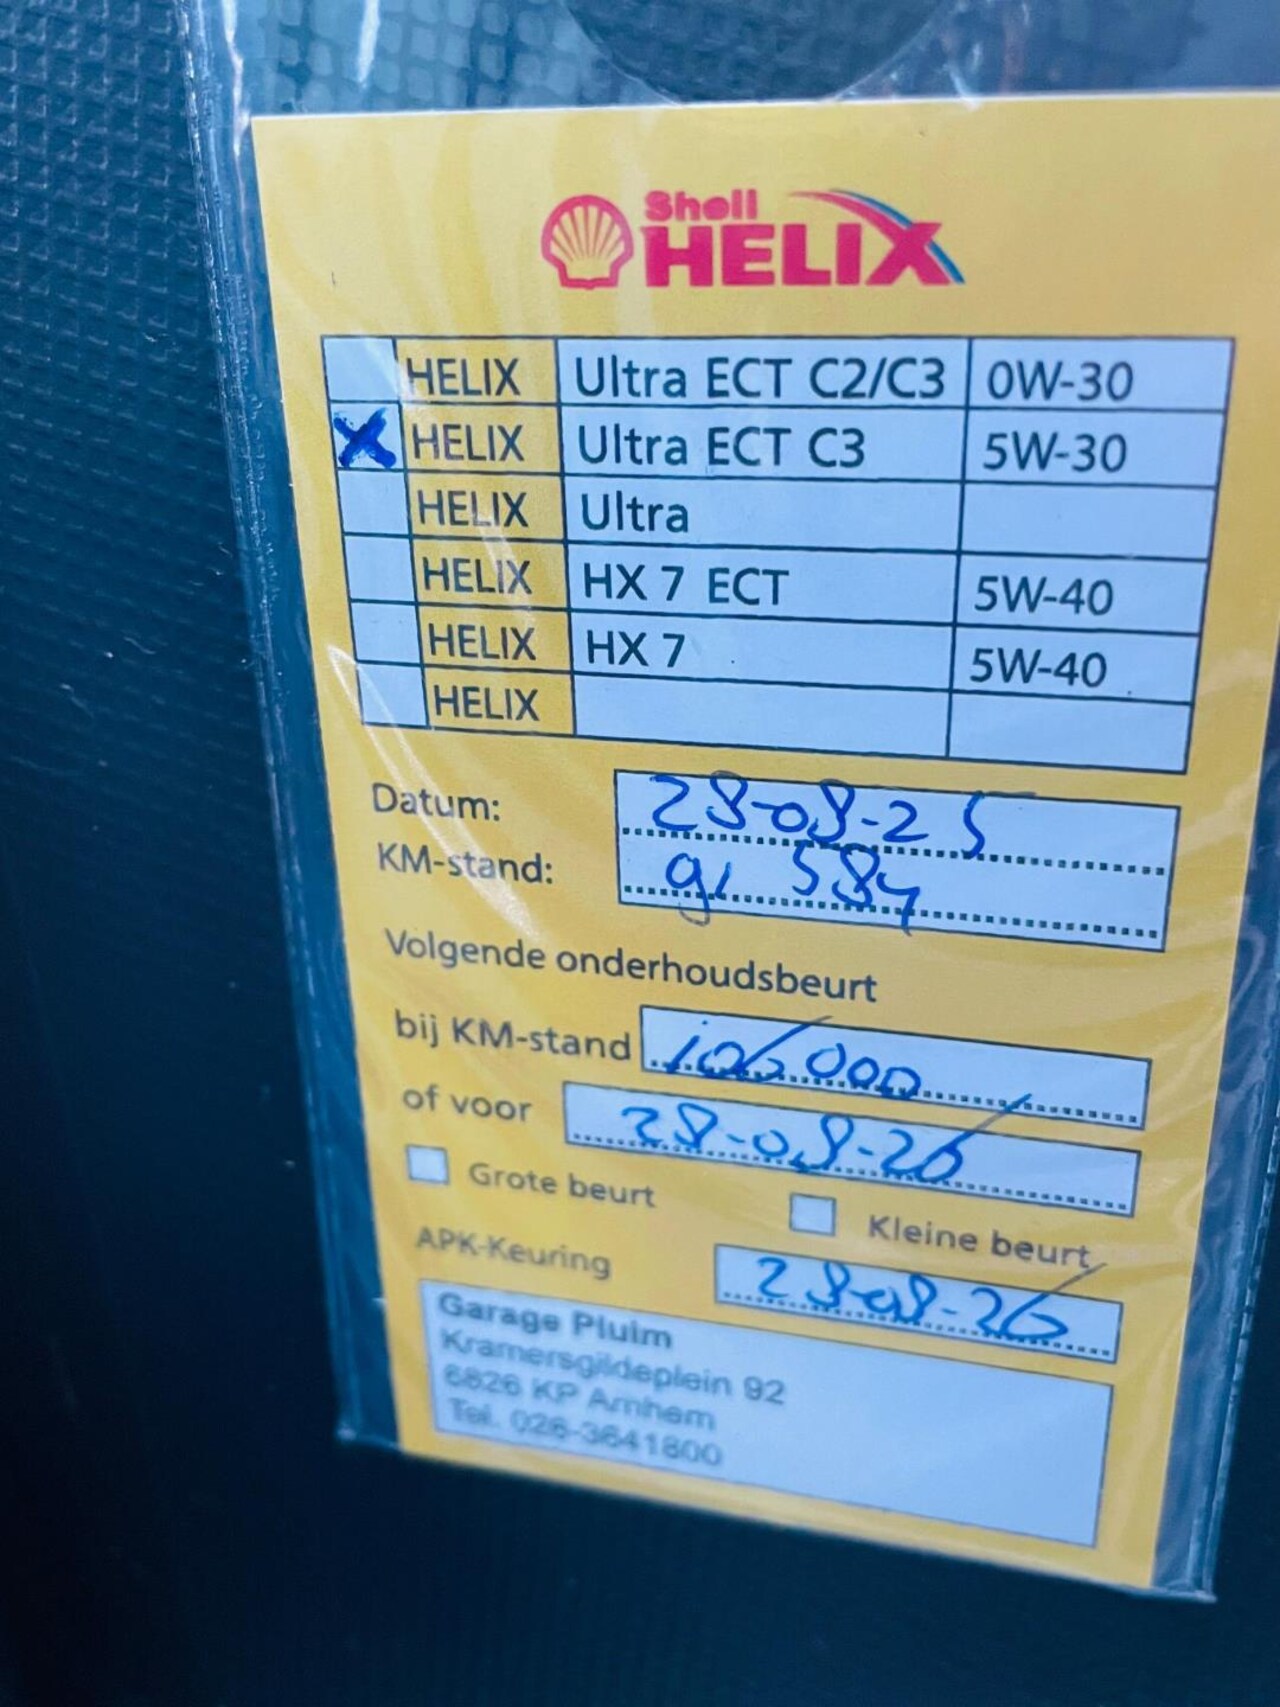 Shell
HELIX
HELIX Ultra ECT C2/C3 0W-30
X HELIX Ultra ECT C3 5W-30
HELIX Ultra
HELIX HX 7 ECT 5W-40
HELIX HX 7 5W-40
HELIX
Datum: 28-08-25
KM-stand: 91 584
Volgende onderhoudsbeurt
bij KM-stand 106.000
of voor 28-08-26
Grote beurt Kleine beurt
APK-Keuring 28-08-26
Garage Pluim
Kramersgildeplein 92
6826 KP Arnhem
Tel. 026-3641800